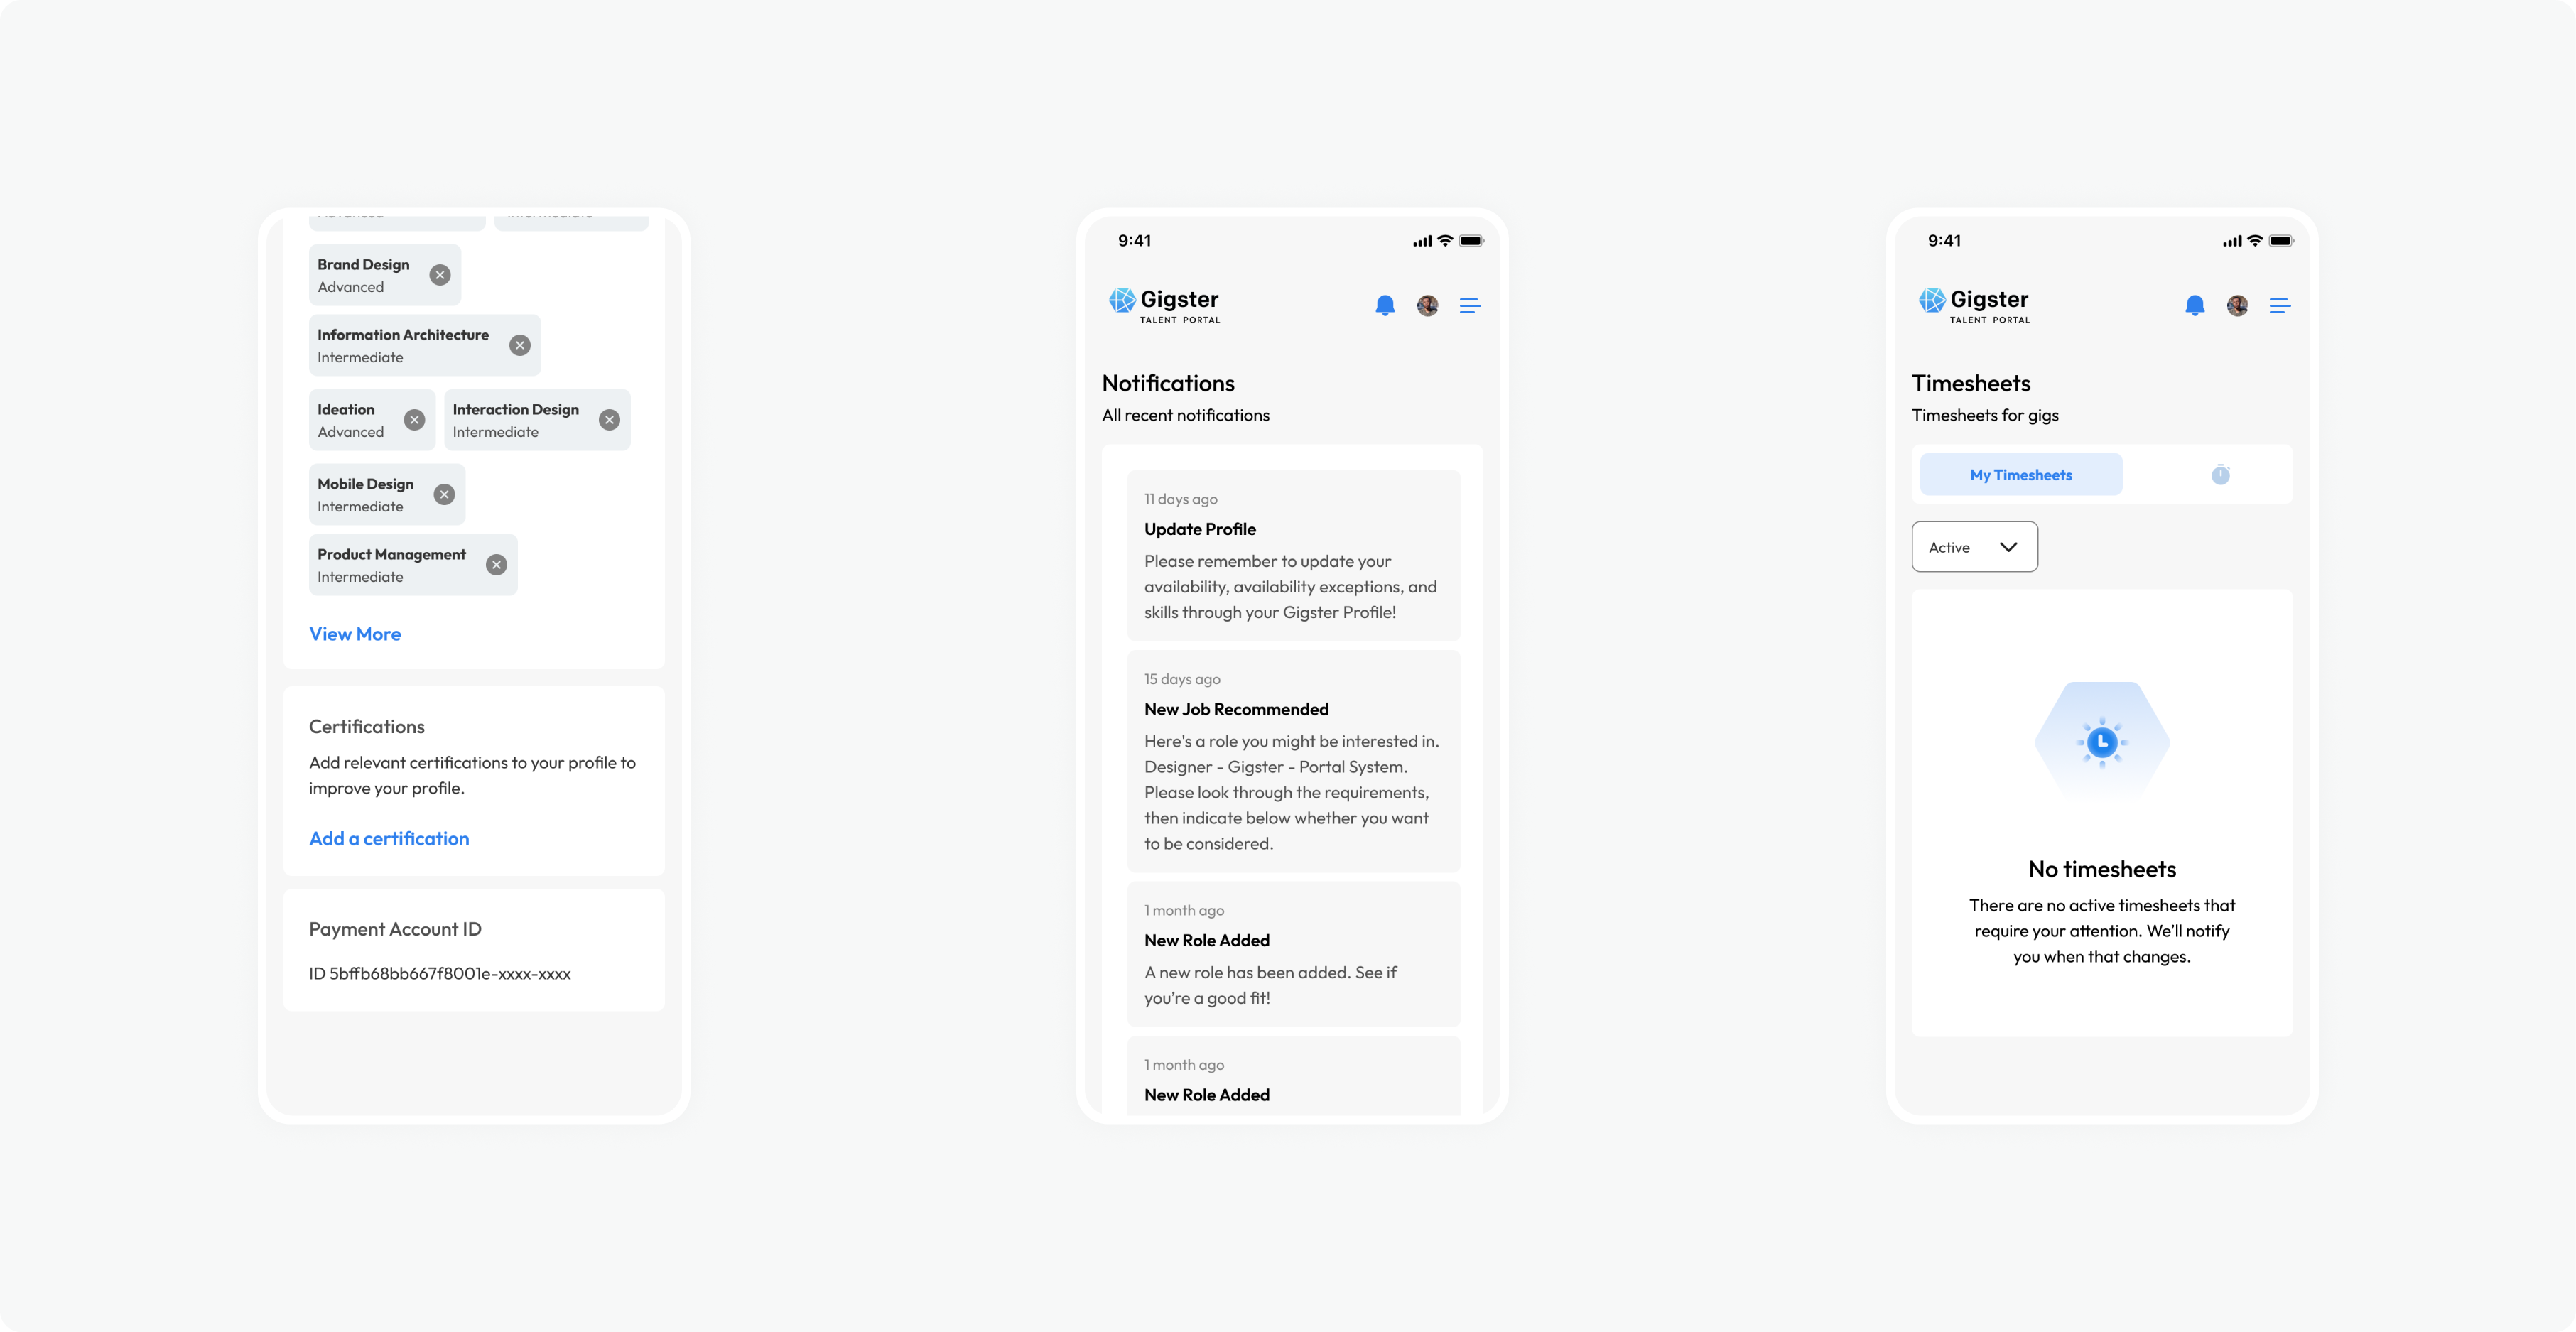 Brand Design
Advanced
Information Architecture
Intermediate
Ideation
Advanced
Interaction Design
Intermediate
Mobile Design
Intermediate
Product Management
Intermediate
View More
Certifications
Add relevant certifications to your profile to
improve your profile.
Add a certification
Payment Account ID
ID 5bffb68bb667f8001e-xxxx-xxxx
9:41
Gigster
TALENT PORTAL
Notifications
All recent notifications
11 days ago
Update Profile
Please remember to update your
availability, availability exceptions, and
skills through your Gigster Profile!
15 days ago
New Job Recommended
Here's a role you might be interested in.
Designer - Gigster - Portal System.
Please look through the requirements,
then indicate below whether you want
to be considered.
1 month ago
New Role Added
A new role has been added. See if
you’re a good fit!
1 month ago
New Role Added
9:41
Gigster
TALENT PORTAL
Timesheets
Timesheets for gigs
My Timesheets
Active
No timesheets
There are no active timesheets that
require your attention. We’ll notify
you when that changes.